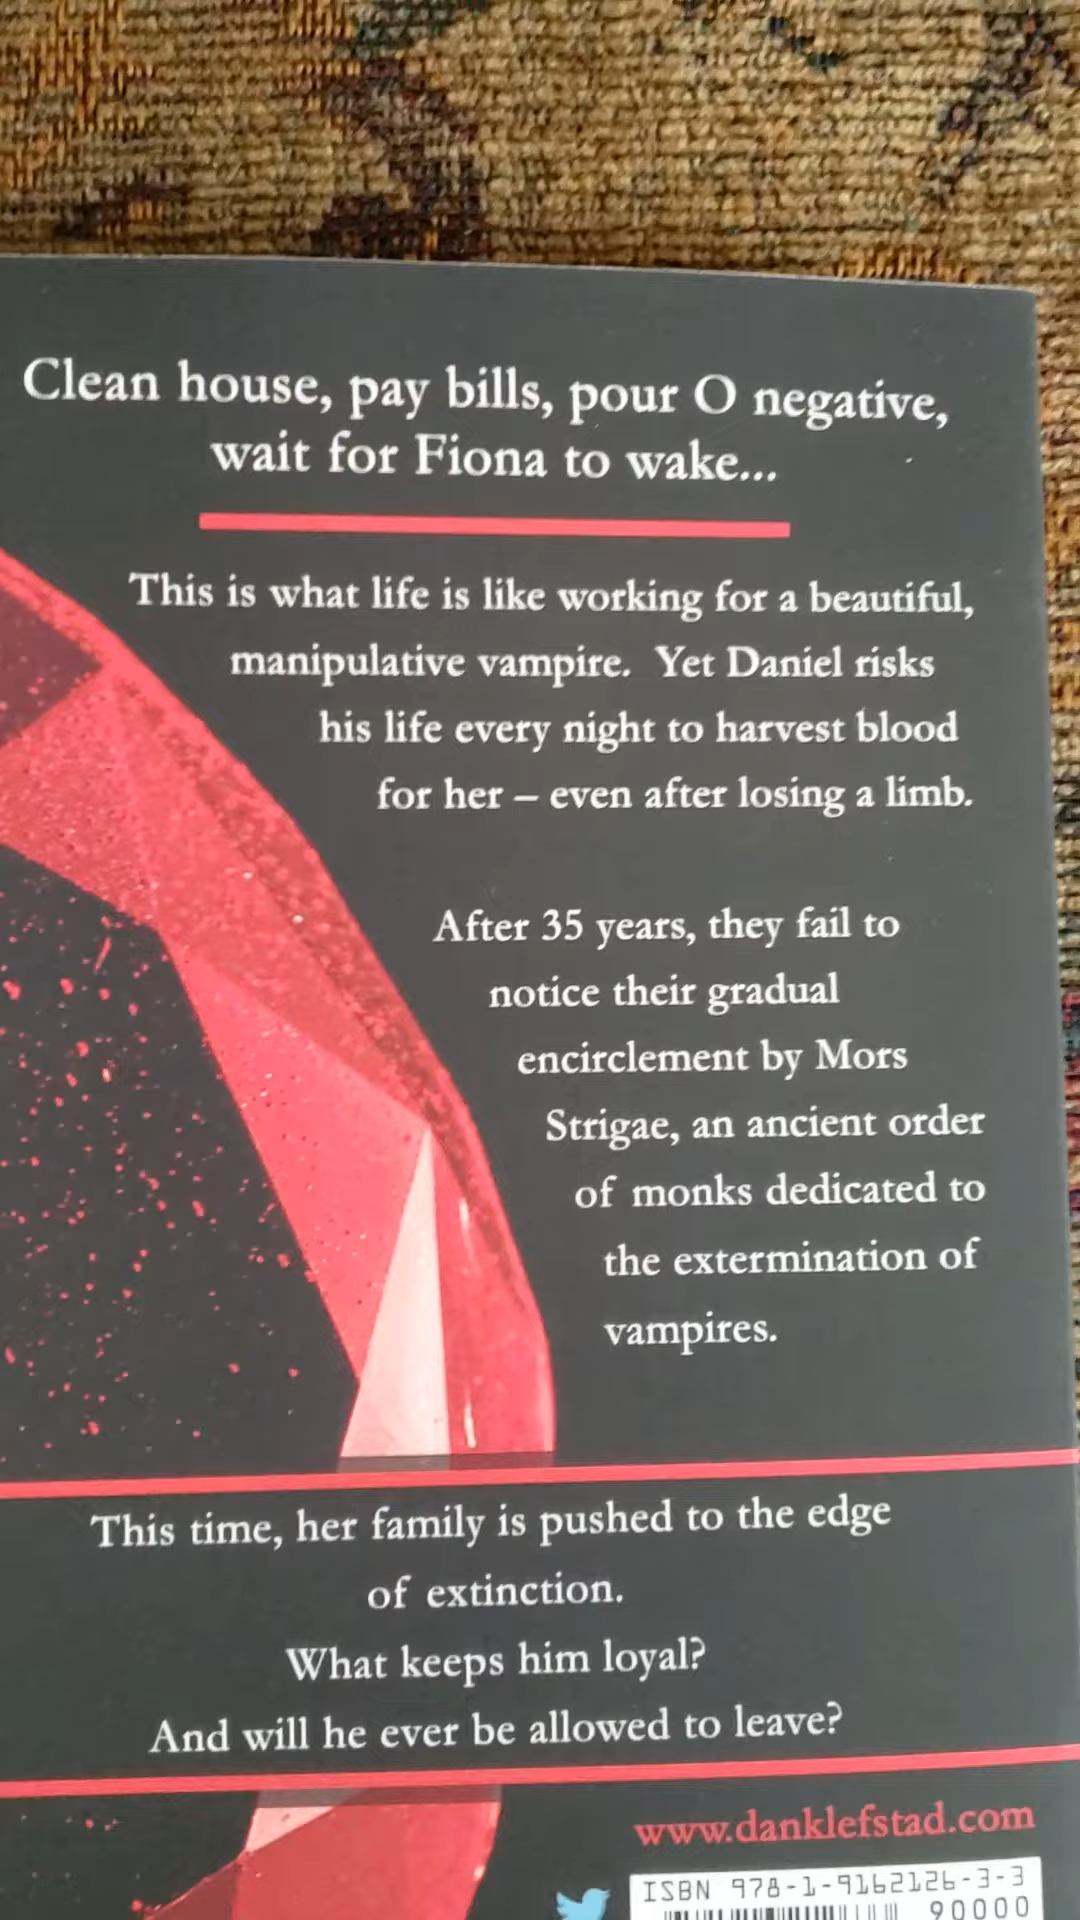 Clean house, pay bills, pour O negative,
wait for Fiona to wake...
This is what life is like working for a beautiful,
manipulative vampire. Yet Daniel risks
his life every night to harvest blood
for her – even after losing a limb.
After 35 years, they fail to
notice their gradual
encirclement by Mors
Strigae, an ancient order
of monks dedicated to
the extermination of
vampires.
This time, her family is pushed to the edge
of extinction.
What keeps him loyal?
And will he ever be allowed to leave?
www.danklefstad.com
ISBN 978-1-9162126-3-3
90000